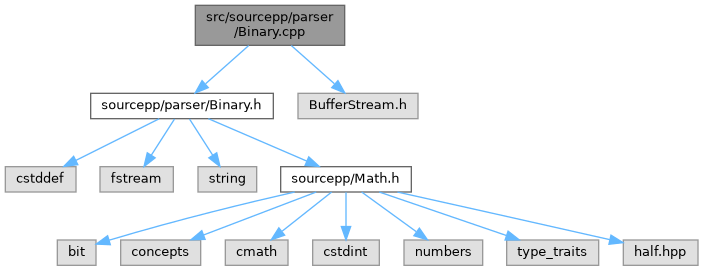 src/sourcepp/parser
/Binary.cpp
sourcepp/parser/Binary.h
BufferStream.h
cstddef
fstream
string
sourcepp/Math.h
bit
concepts
cmath
cstdint
numbers
type_traits
half.hpp